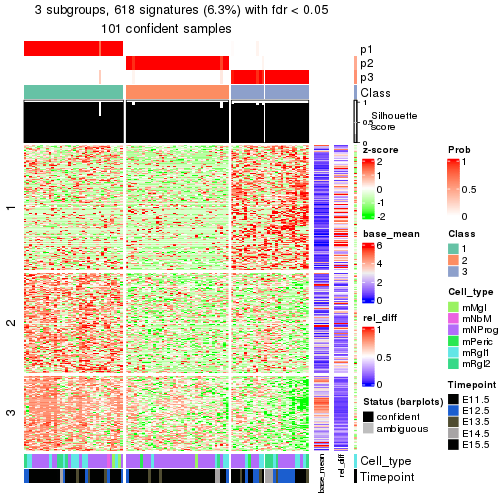 3 subgroups, 618 signatures (6.3%) with fdr < 0.05
101 confident samples
p1
p2
p3
Class
1
0.5
0
Silhouette
score
1
2
3
z-score
2
1
0
-1
-2
base_mean
6
4
2
0
rel_diff
1
0.5
0
Status (barplots)
confident
ambiguous
Prob
1
0.5
0
Class
1
2
3
Cell_type
mMgl
mNbM
mNProg
mPeric
mRgl1
mRgl2
Timepoint
E11.5
E12.5
E13.5
E14.5
E15.5
Cell_type
Timepoint
base_mean
rel_diff